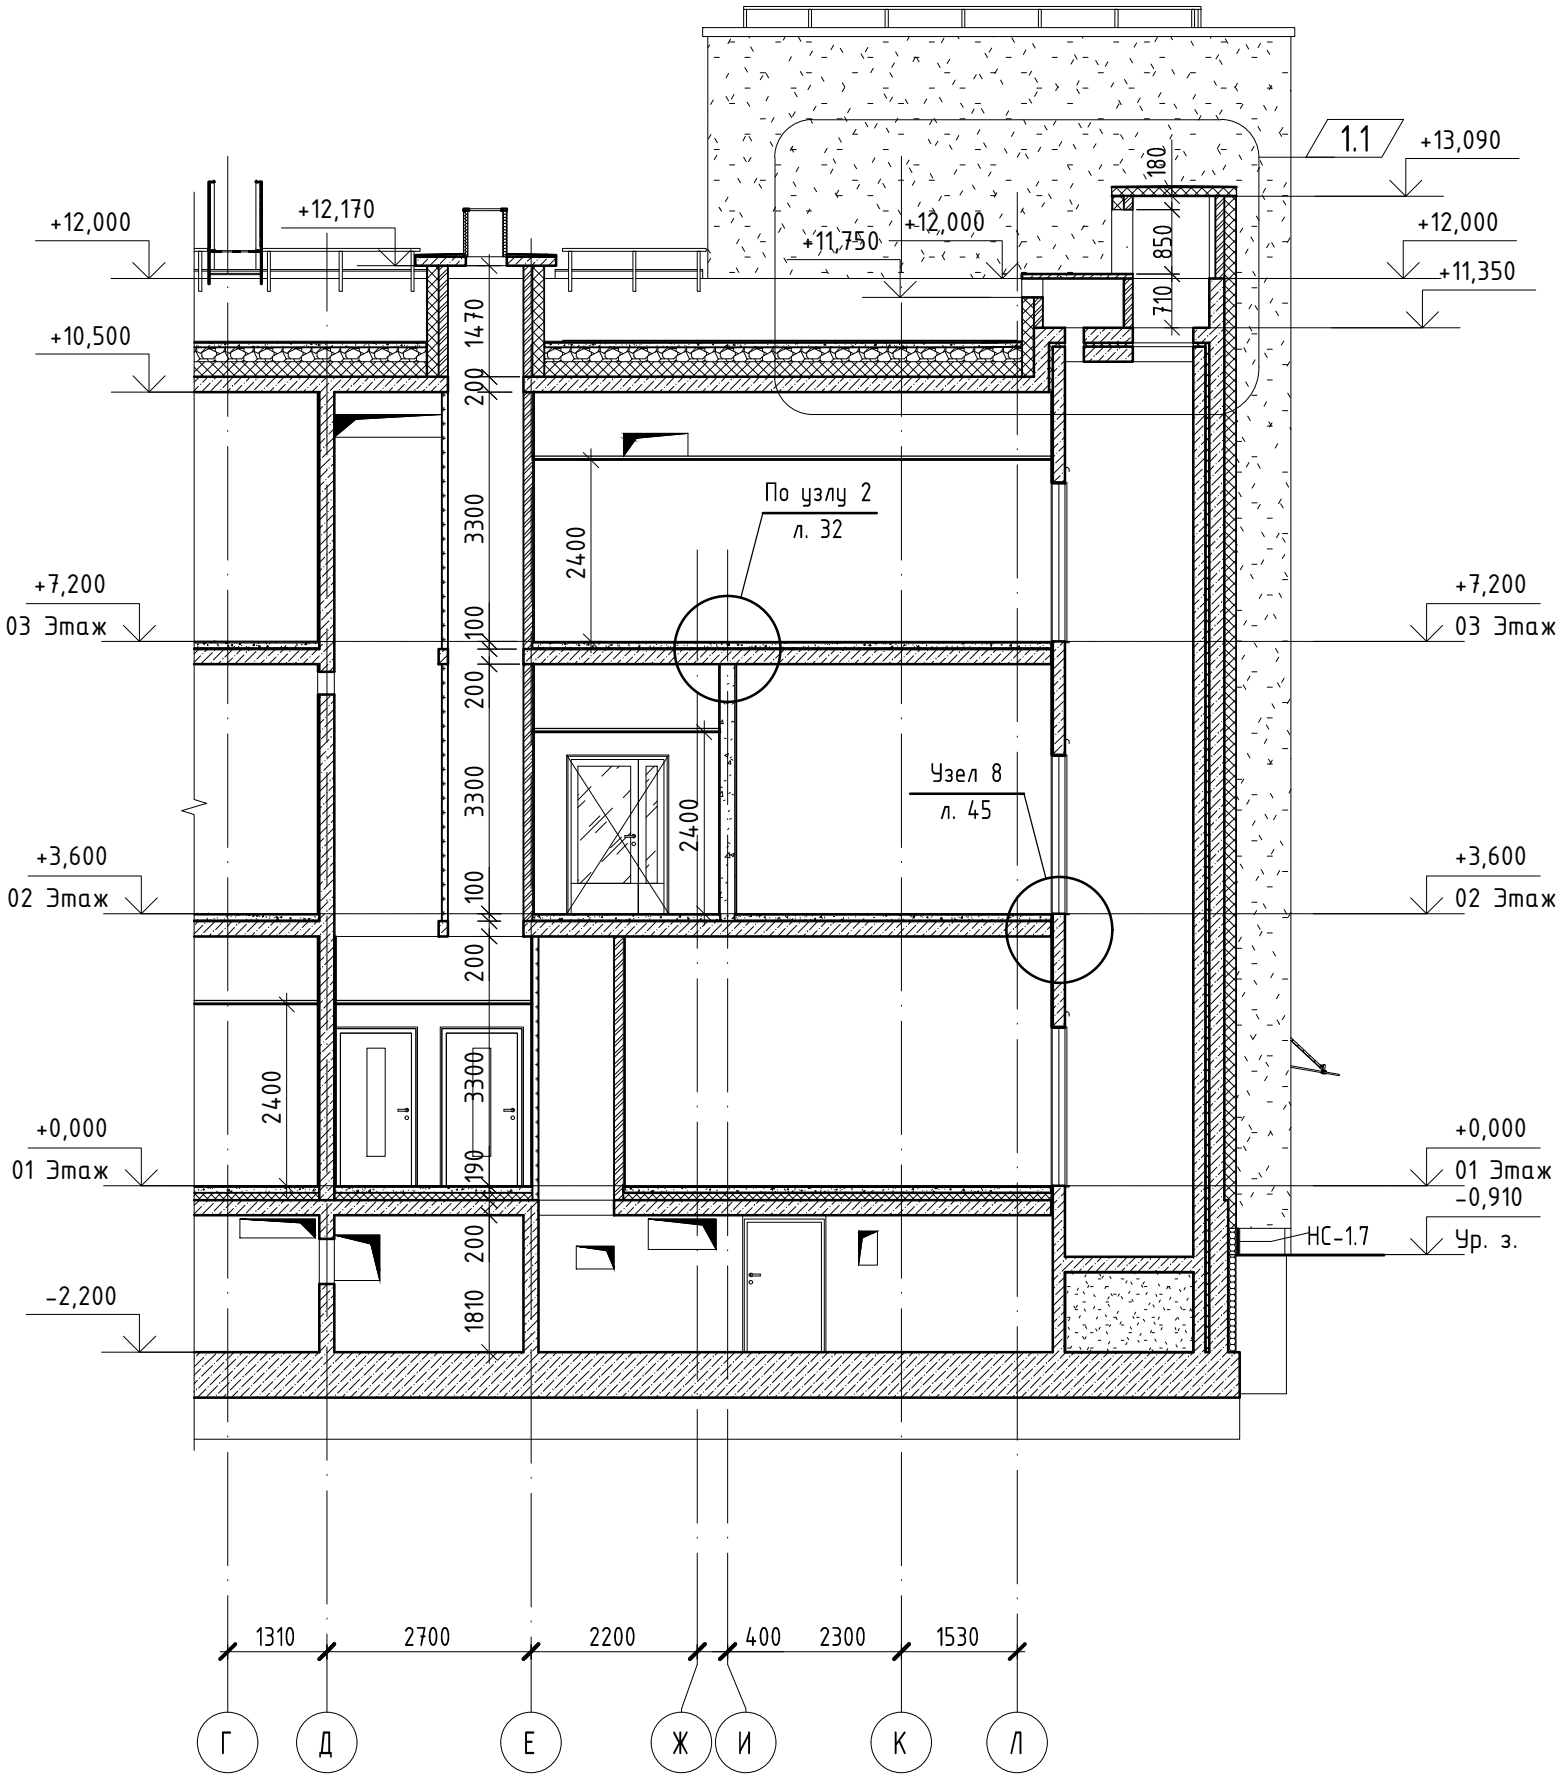 1.1
+13,090
180
+12,170
+12,000
+12,000
+12,000
+11,750
850
+11,350
710
1470
+10,500
200
3300
По узлу 2
л. 32
2400
+7,200
03 Этаж
100
+7,200
03 Этаж
200
3300
Узел 8
л. 45
2400
+3,600
02 Этаж
100
+3,600
02 Этаж
200
3300
2400
+0,000
01 Этаж
190
+0,000
01 Этаж
-0,910
Ур. з.
НС-1.7
200
-2,200
1810
1310
2700
2200
400
2300
1530
Г
Д
Е
Ж
И
К
Л